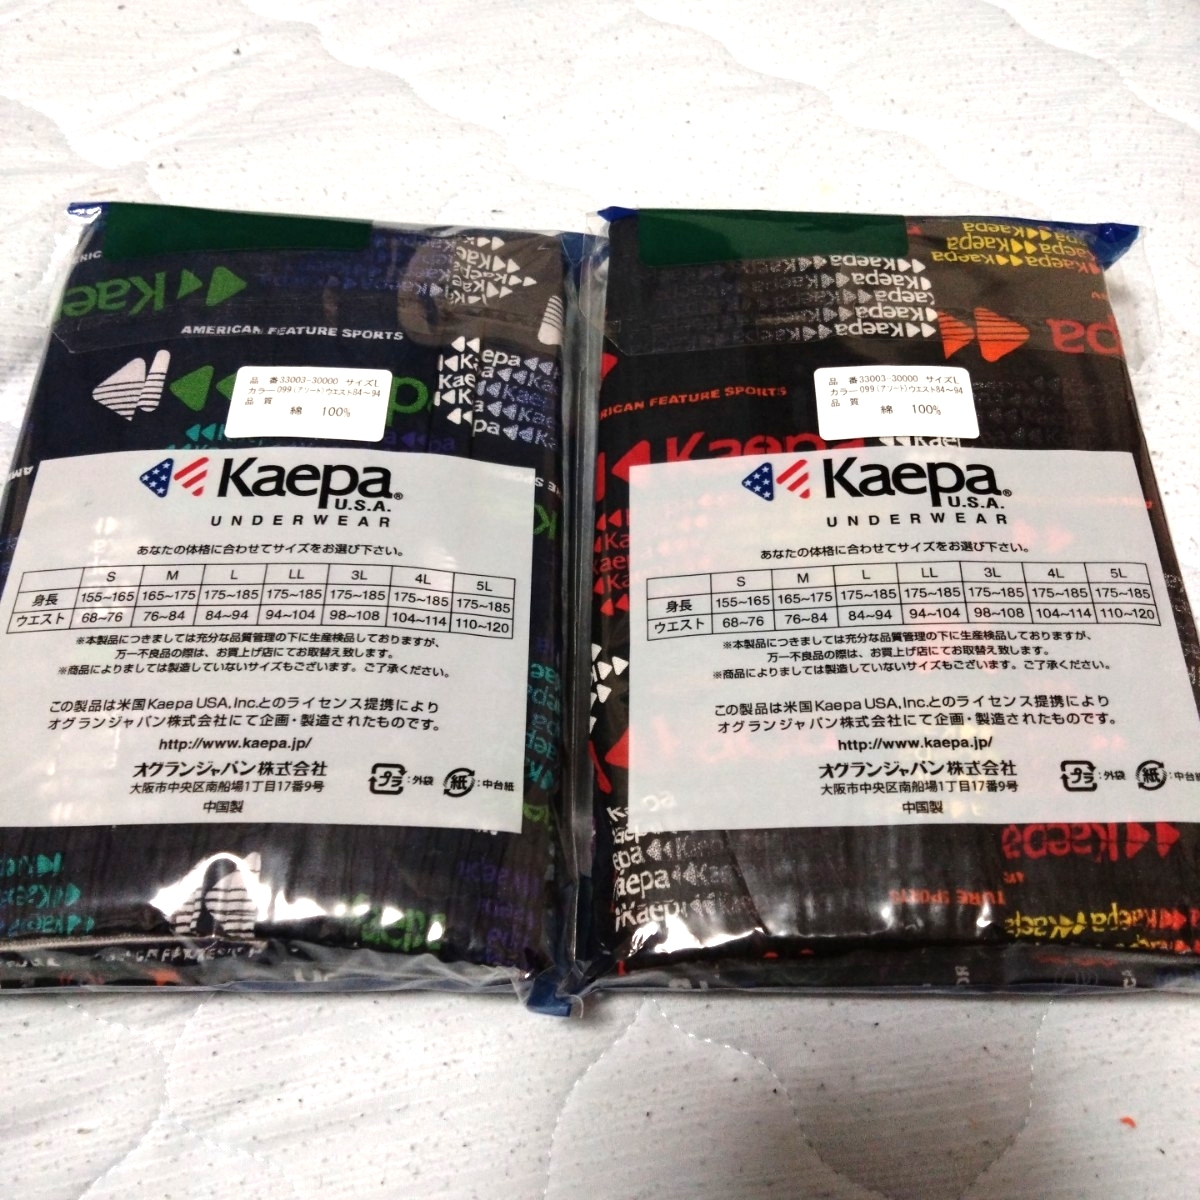 AMERICAN FEATURE SPORTS
Kaepa
品 番33003-30000 サイズL
カラー099(アソート)ウエスト84〜94
品 質
綿 100%
Kaepa®
U.S.A.
UNDERWEAR
あなたの体格に合わせてサイズをお選び下さい。
S M L LL 3L 4L 5L
身長 155~165 165~175 175~185 175~185 175~185 175~185 175~185
ウエスト 68~76 76~84 84~94 94~104 98~108 104~114 110~120
※本製品につきましては充分な品質管理の下に生産検品しておりますが、
万一不良品の際は、お買上げ店にてお取替え致します。
※商品によりましては製造していないサイズもございます。ご了承ください。
この製品は米国Kaepa USA, Inc.とのライセンス提携により
オグランジャパン株式会社にて企画・製造されたものです。
http://www.kaepa.jp/
オグランジャパン株式会社
大阪市中央区南船場1丁目17番9号
中国製
プラ :外袋 紙 :中台紙
RICAN FEATURE SPORTS
Kaepa
品 番33003-30000 サイズL
カラー099(アソート)ウエスト84〜94
品 質
綿 100%
Kaepa®
U.S.A.
UNDERWEAR
あなたの体格に合わせてサイズをお選び下さい。
S M L LL 3L 4L 5L
身長 155~165 165~175 175~185 175~185 175~185 175~185 175~185
ウエスト 68~76 76~84 84~94 94~104 98~108 104~114 110~120
※本製品につきましては充分な品質管理の下に生産検品しておりますが、
万一不良品の際は、お買上げ店にてお取替え致します。
※商品によりましては製造していないサイズもございます。ご了承ください。
この製品は米国Kaepa USA, Inc.とのライセンス提携により
オグランジャパン株式会社にて企画・製造されたものです。
http://www.kaepa.jp/
オグランジャパン株式会社
大阪市中央区南船場1丁目17番9号
中国製
プラ :外袋 紙 :中台紙